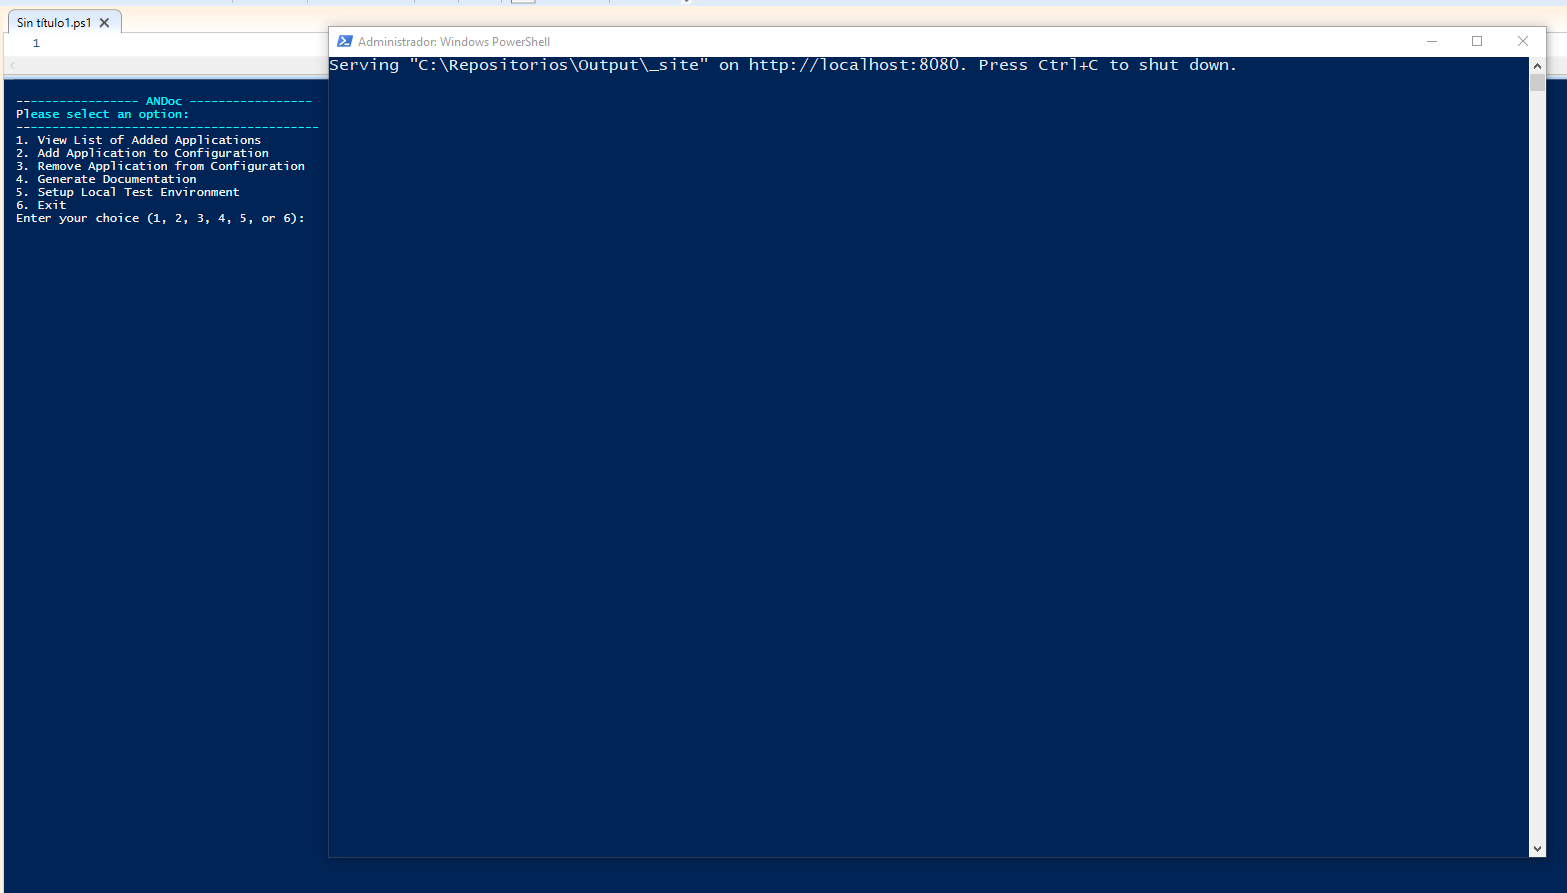 Sin título1.ps1
1
---------------- ANDoc -----------------
Please select an option:
------------------------------------------
1. View List of Added Applications
2. Add Application to Configuration
3. Remove Application from Configuration
4. Generate Documentation
5. Setup Local Test Environment
6. Exit
Enter your choice (1, 2, 3, 4, 5, or 6):
Administrador: Windows PowerShell
Serving "C:\Repositorios\Output\_site" on http://localhost:8080. Press Ctrl+C to shut down.